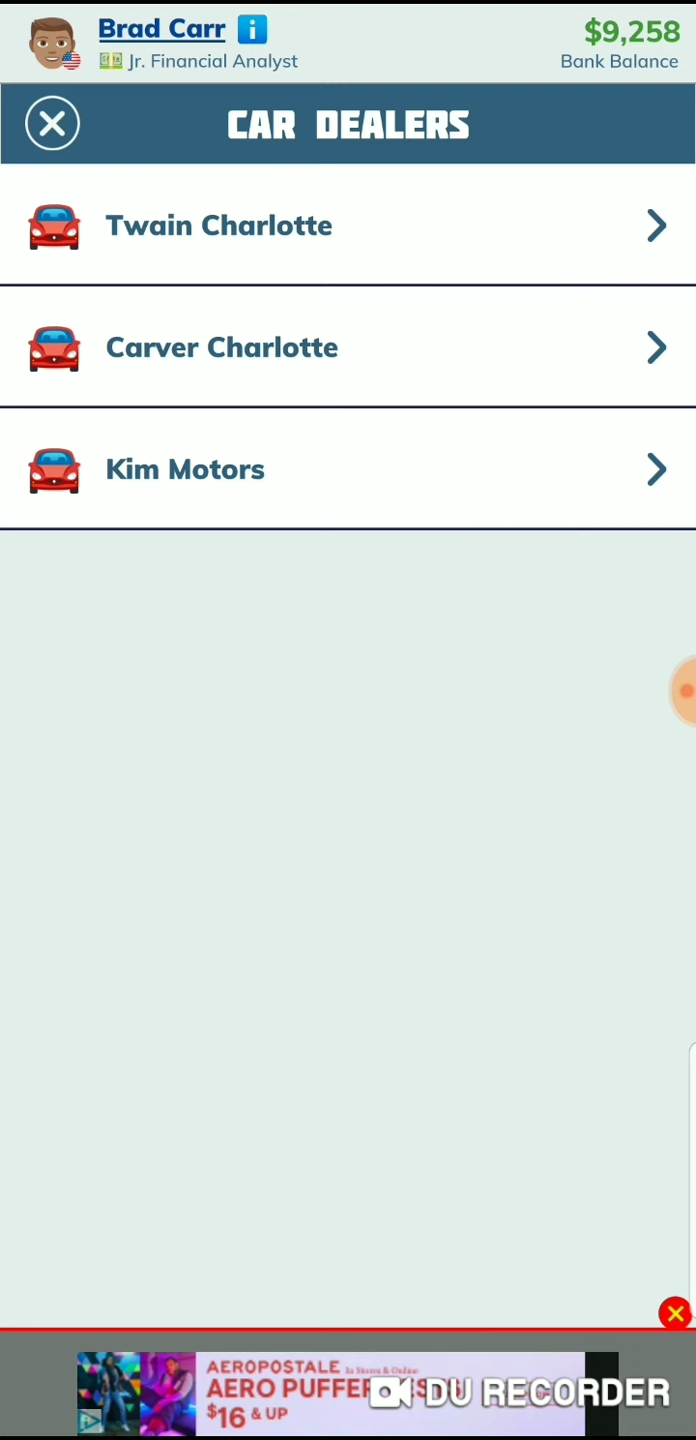 Brad Carr
$9,258
Jr. Financial Analyst
Bank Balance
CAR DEALERS
Twain Charlotte
Carver Charlotte
Kim Motors
AEROPOSTALE In Stores & Online
AERO PUFFER
$16 & UP
DU RECORDER